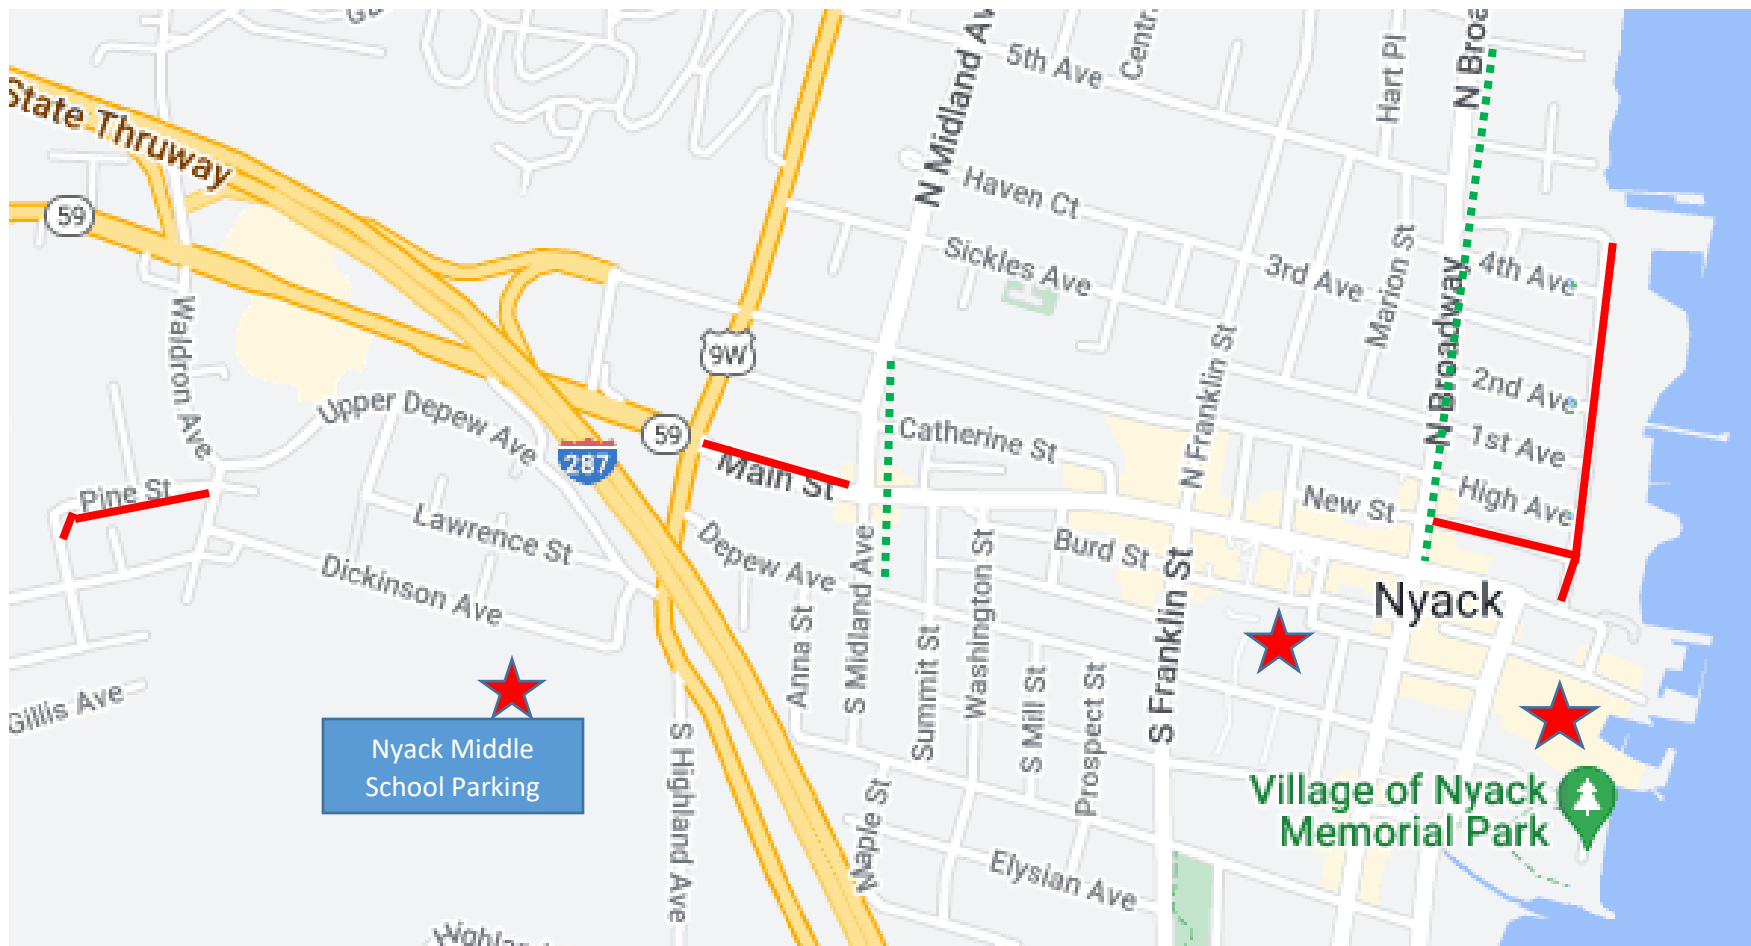 5th Ave
Hart Pl
N Midland
State Thruway
Haven Ct
59
Marion St
Sickles Ave
3rd Ave
4th Ave
Waldron Ave
9W
N Franklin St
N Broadway
2nd Ave
Upper Depew Ave
59
Catherine St
1st Ave
287
Main St
Pine St
New St
High Ave
Lawrence St
Depew Ave
Burd St
Dickinson Ave
S Midland Ave
Washington St
S Franklin St
Nyack
Anna St
Summit St
S Mill St
Prospect St
Gillis Ave
Nyack Middle
School Parking
S Highland Ave
Maple St
Village of Nyack
Memorial Park
Elysian Ave